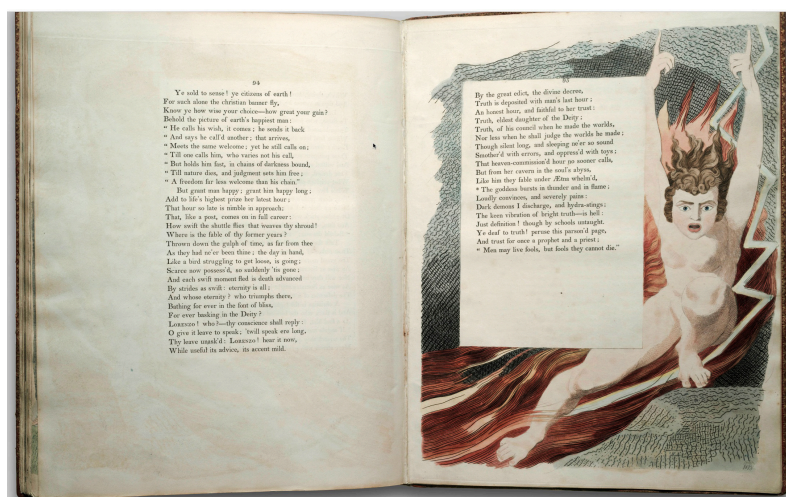 94
Ye sold to sense! ye citizens of earth!
For such alone the christian banner fly,
Know ye how wise your choice—how great your gain?
Behold the picture of earth's happiest man:
" He calls his wish, it comes; he sends it back
" And says he call'd another; that arrives,
" Meets the same welcome; yet he still calls on;
" Till one calls him, who varies not his call,
" But holds him fast, in chains of darkness bound,
" Till nature dies, and judgment sets him free;
" A freedom far less welcome than his chain."
But grant man happy; grant him happy long;
Add to life's highest prize her latest hour;
That hour so late is nimble in approach;
That, like a post, comes on in full career:
How swift the shuttle flies that weaves thy shroud!
Where is the fable of thy former years?
Thrown down the gulph of time, as far from thee
As they had ne'er been thine; the day in hand,
Like a bird struggling to get loose, is going;
Scarce now possess'd, so suddenly 'tis gone;
And each swift moment fled is death advanced
By strides as swift: eternity is all;
And whose eternity? who triumphs there,
Bathing for ever in the font of bliss,
For ever basking in the Deity?
LORENZO! who?—thy conscience shall reply:
O give it leave to speak; 'twill speak ere long,
Thy leave unask'd: LORENZO! hear it now,
While useful its advice, its accent mild.
95
By the great edict, the divine decree,
Truth is deposited with man's last hour;
An honest hour, and faithful to her trust:
Truth, eldest daughter of the Deity;
Truth, of his council when he made the worlds,
Nor less when he shall judge the worlds he made;
Though silent long, and sleeping ne'er so sound
Smother'd with errors, and oppress'd with toys;
That heaven-commission'd hour no sooner calls,
But from her cavern in the soul's abyss,
Like him they fable under Ætna whelm'd,
* The goddess bursts in thunder and in flame;
Loudly convinces, and severely pains:
Dark demons I discharge, and hydra-stings:
The keen vibration of bright truth—is hell:
Just definition! though by schools untaught.
Ye deaf to truth! peruse this parson'd page,
And trust for once a prophet and a priest;
" Men may live fools, but fools they cannot die."